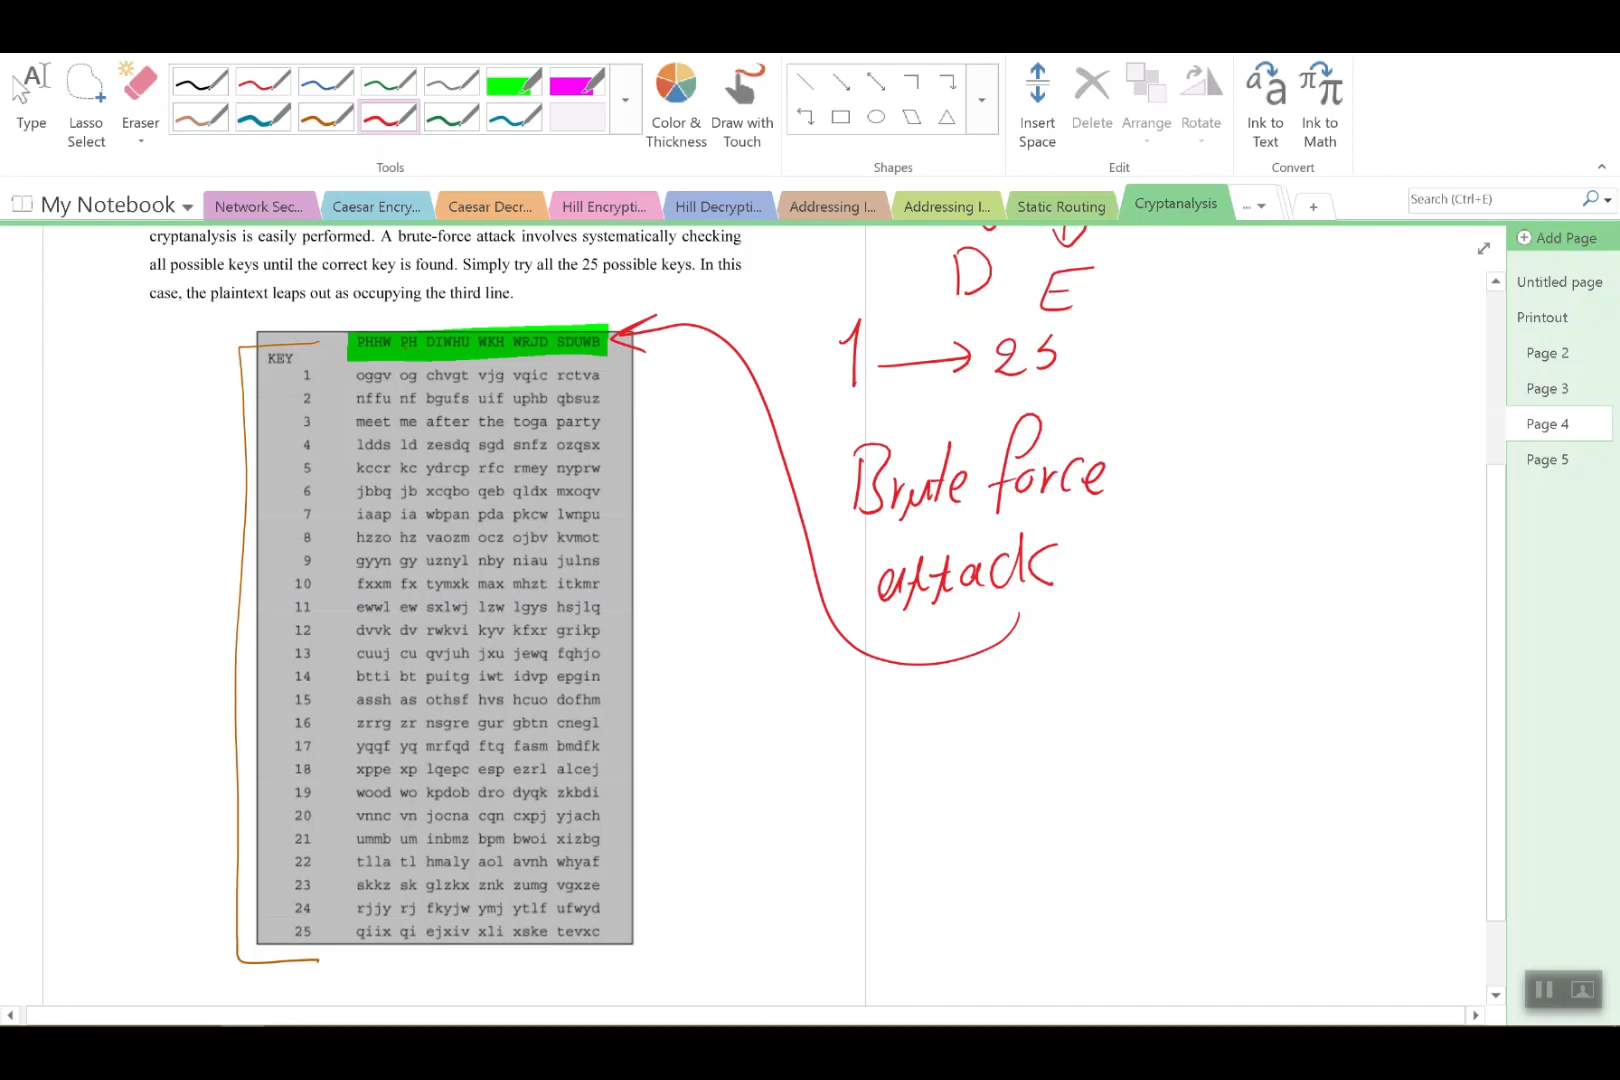 Type
Lasso Select
Eraser
Color & Thickness
Draw with Touch
Insert Space
Delete
Arrange
Rotate
Ink to Text
Ink to Math
Tools
Shapes
Edit
Convert
My Notebook
Network Sec...
Caesar Encry...
Caesar Decr...
Hill Encrypti...
Hill Decrypti...
Addressing I...
Addressing I...
Static Routing
Cryptanalysis
...
Search (Ctrl+E)
Add Page
Untitled page
Printout
Page 2
Page 3
Page 4
Page 5
cryptanalysis is easily performed. A brute-force attack involves systematically checking
all possible keys until the correct key is found. Simply try all the 25 possible keys. In this
case, the plaintext leaps out as occupying the third line.
PHHW PH DIWHU WKH WRJD SDUWB
KEY
1 oggv og chvgt vjg vqic rctva
2 nffu nf bgufs uif uphb qbsuz
3 meet me after the toga party
4 ldds ld zesdq sgd snfz ozqsx
5 kccr kc ydrcp rfc rmey nyprw
6 jbbq jb xcqbo qeb qldx mxoqv
7 iaap ia wbpan pda pkcw lwnpu
8 hzzo hz vaozm ocz ojbv kvmot
9 gyyn gy uznyl nby niau julns
10 fxxm fx tymxk max mhzt itkmr
11 ewwl ew sxlwj lzw lgys hsjlq
12 dvvk dv rwkvi kyv kfxr grikp
13 cuuj cu qvjuh jxu jewq fqhjo
14 btti bt puitg iwt idvp epgin
15 assh as othsf hvs hcuo dofhm
16 zrrg zr nsgre gur gbtn cnegl
17 yqqf yq mrfqd ftq fasm bmdfk
18 xppe xp lqepc esp ezrl alcej
19 wood wo kpdob dro dyqk zkbdi
20 vnnc vn jocna cqn cxpj yjach
21 ummb um inbmz bpm bwoi xizbg
22 tlla tl hmaly aol avnh whyaf
23 skkz sk glzkx znk zumg vgxze
24 rjjy rj fkyjw ymj ytlf ufwyd
25 qiix qi ejxiv xli xske tevxc
D E
1 → 25
Brute force
attack